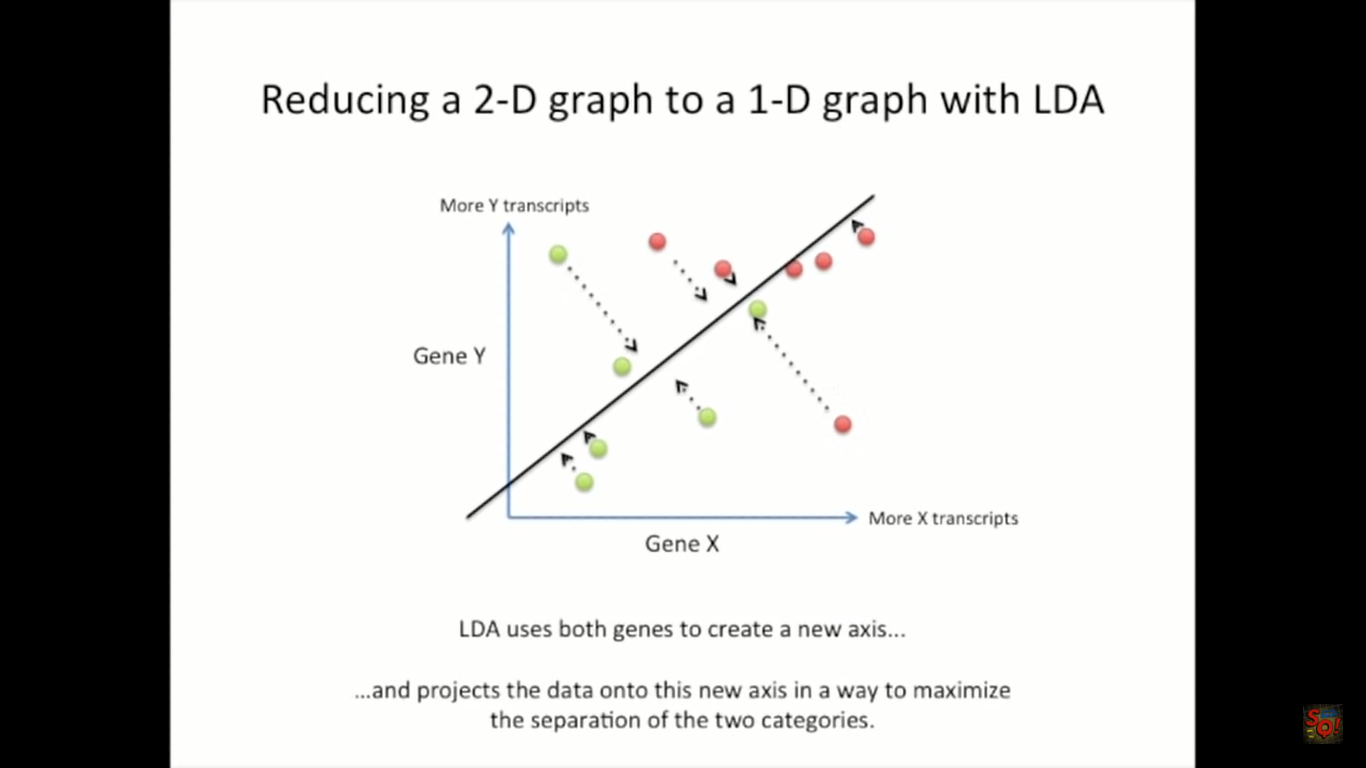 Reducing a 2-D graph to a 1-D graph with LDA
More Y transcripts
Gene Y
More X transcripts
Gene X
LDA uses both genes to create a new axis...
...and projects the data onto this new axis in a way to maximize
the separation of the two categories.
SQ!